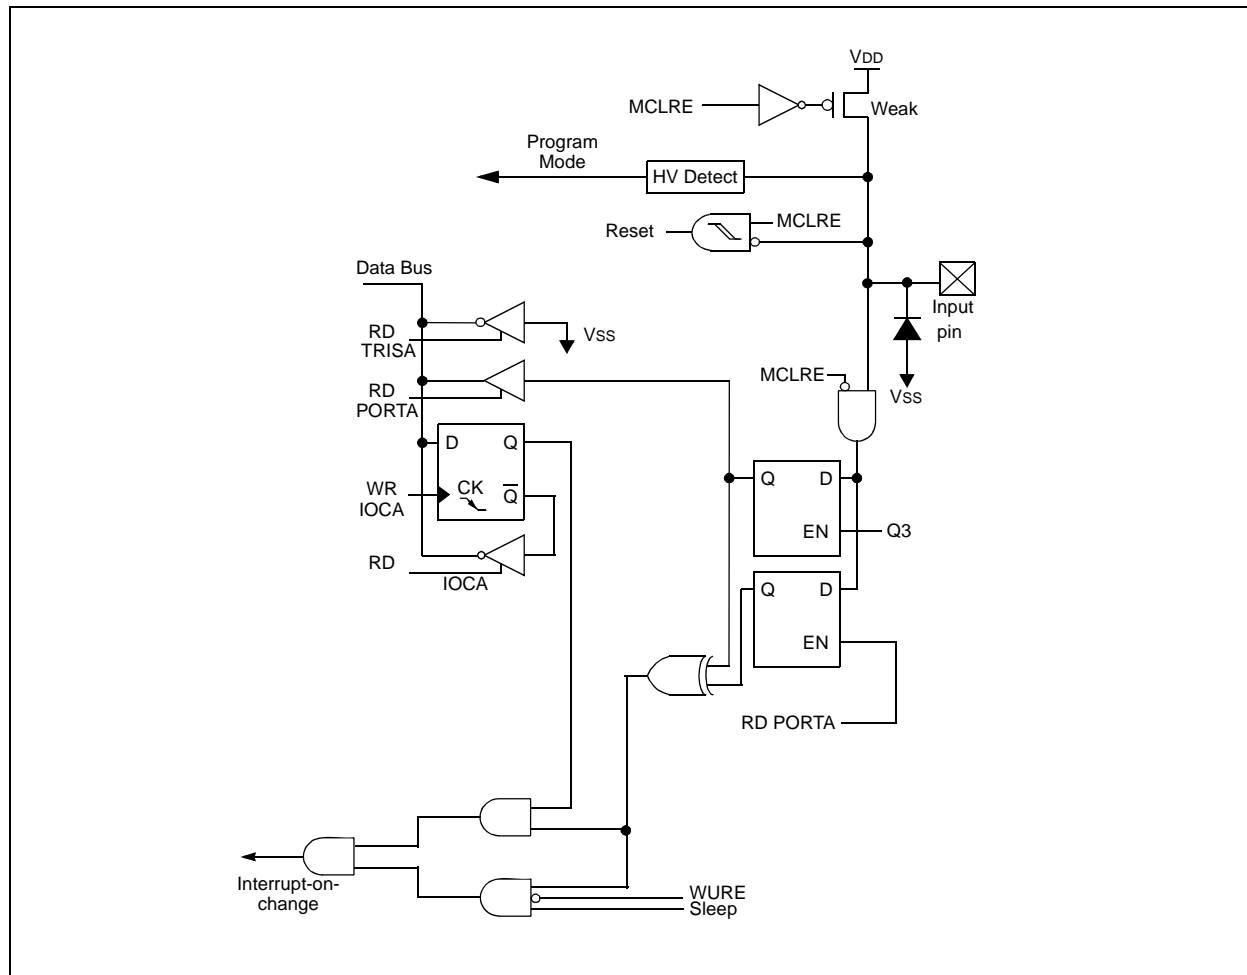 VDD
MCLRE
Weak
Program
Mode
HV Detect
Reset
MCLRE
Data Bus
Input
pin
RD
TRISA
VSS
MCLRE
RD
PORTA
VSS
D
Q
WR
IOCA
CK
Q
Q
D
EN
Q3
RD
IOCA
Q
D
EN
RD PORTA
Interrupt-on-
change
WURE
Sleep